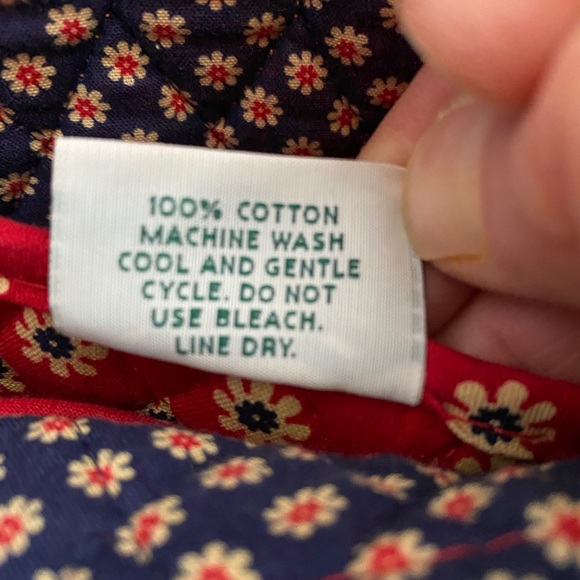 100% COTTON
MACHINE WASH
COOL AND GENTLE
CYCLE. DO NOT
USE BLEACH.
LINE DRY.